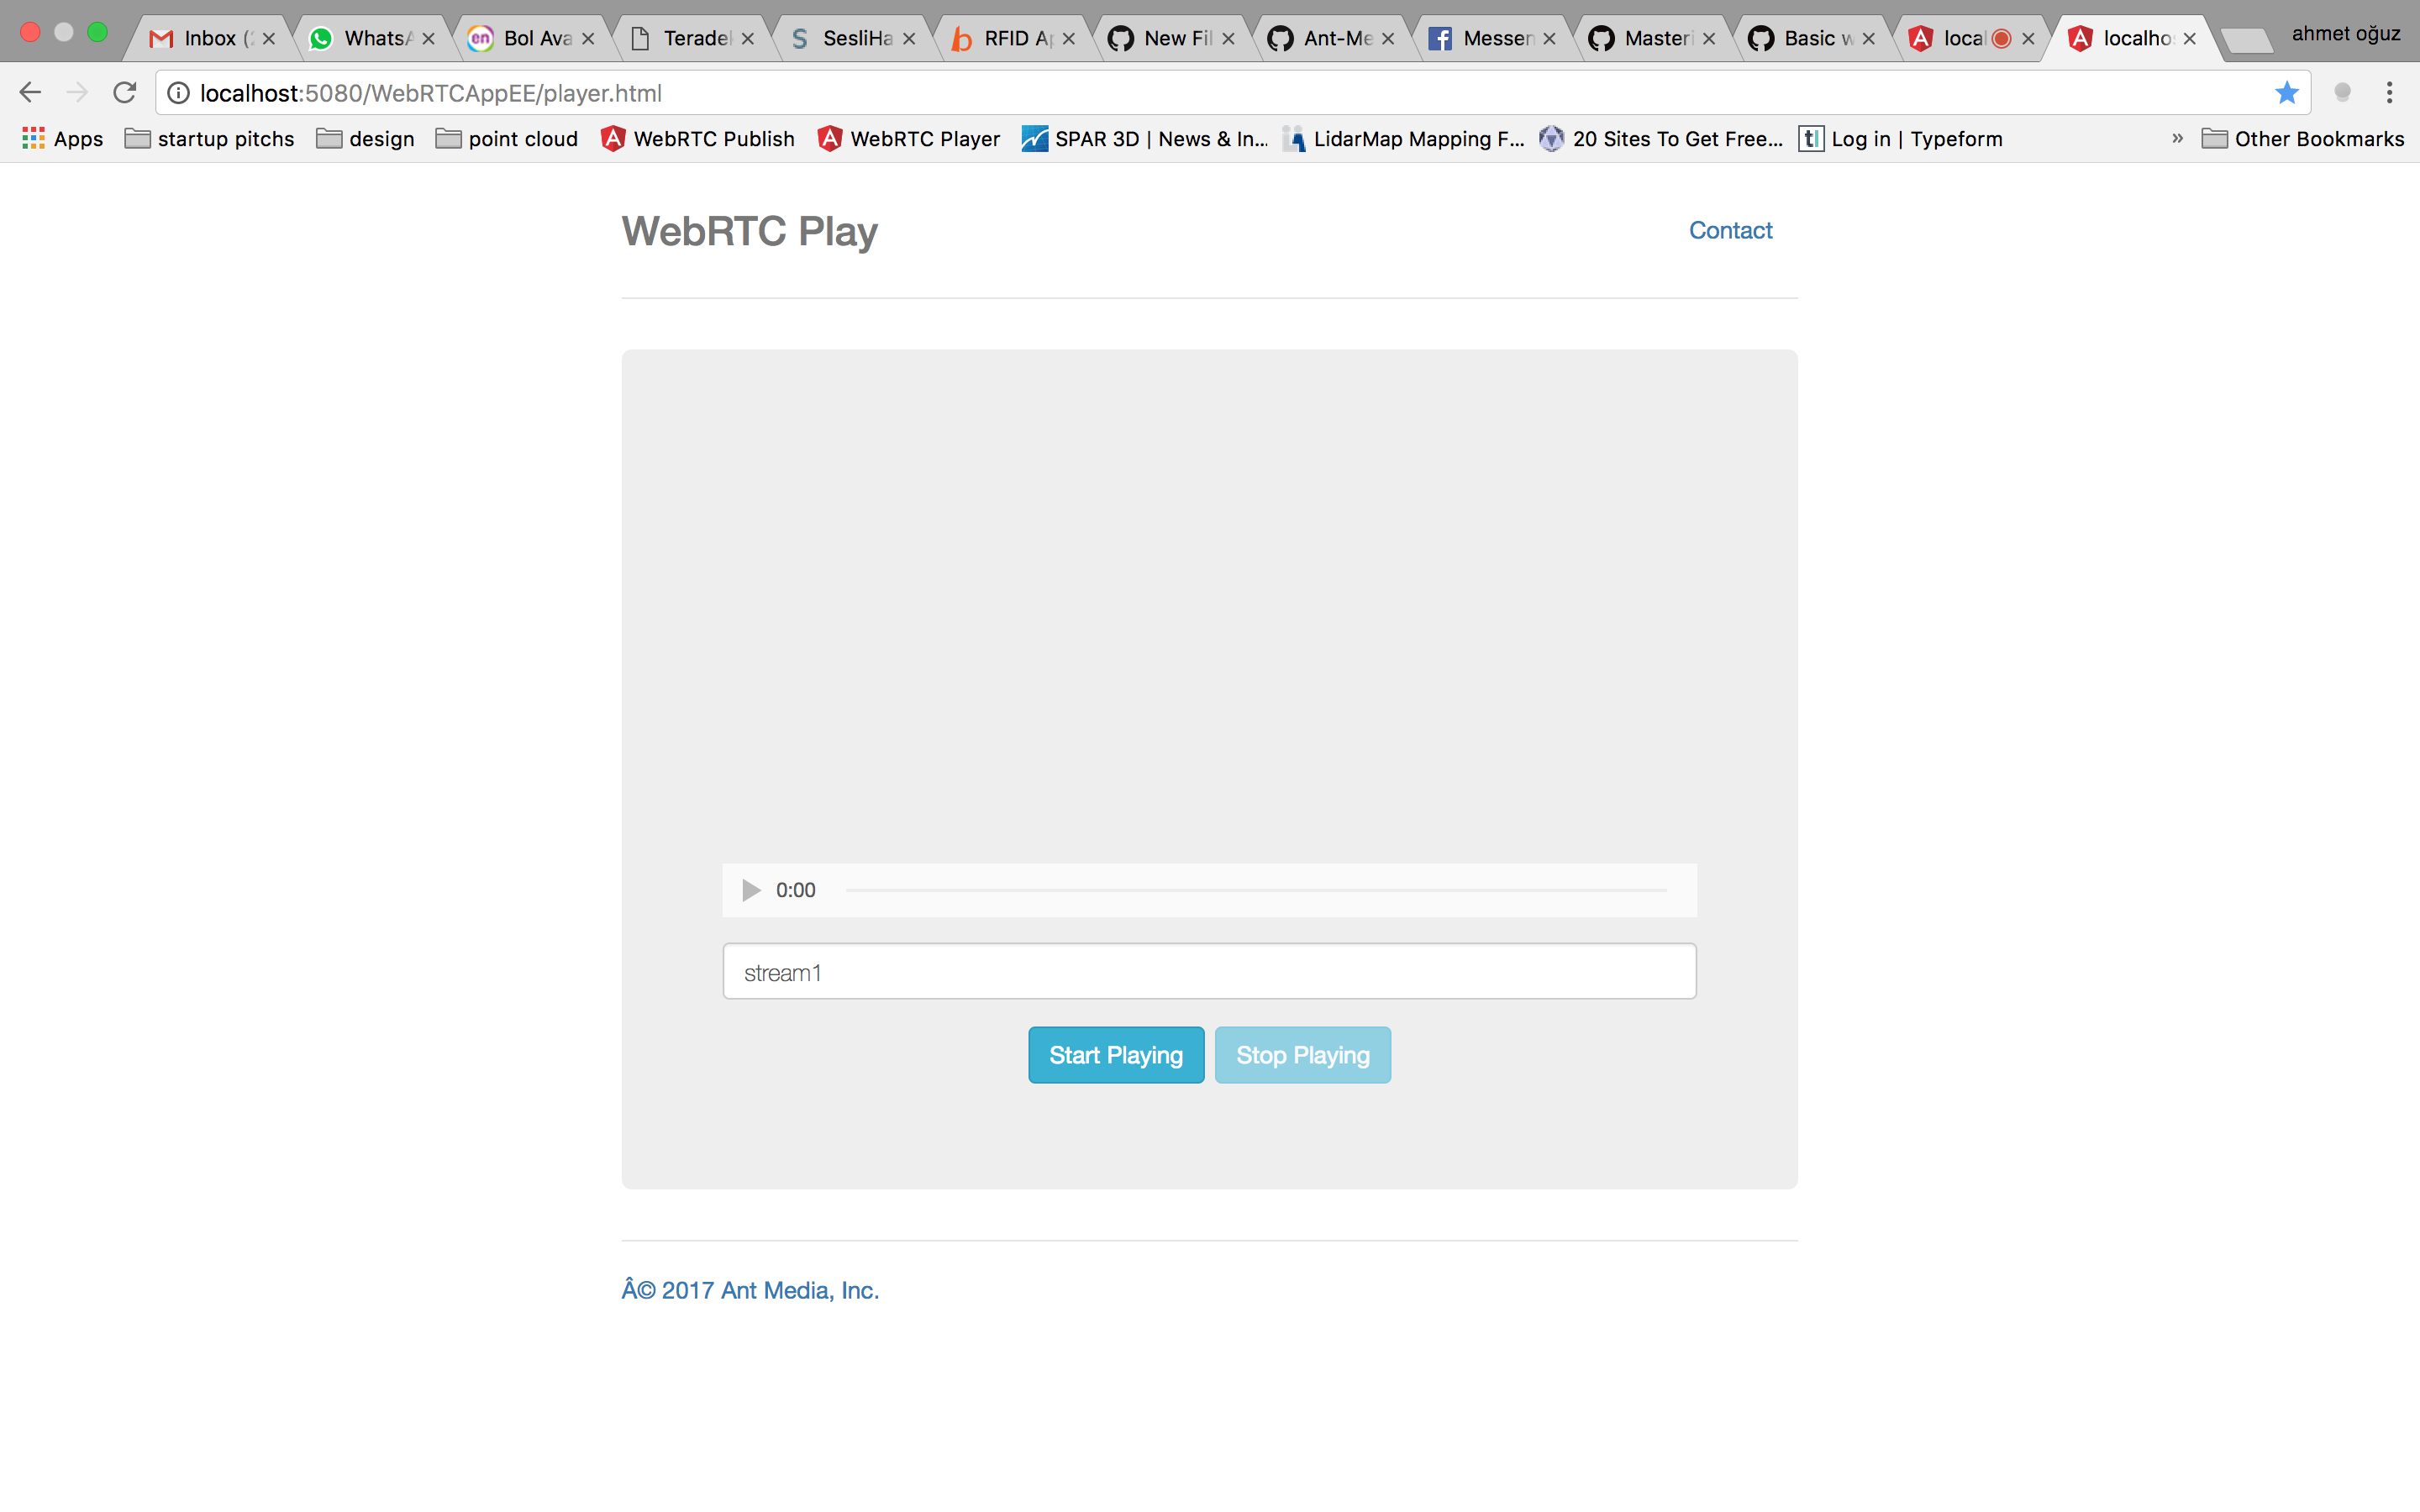 Inbox (
WhatsA
Bol Ava
Teradel
SesliHa
RFID Ap
New Fil
Ant-Me
Messen
Masteri
Basic w
local
localho
ahmet oğuz
localhost:5080/WebRTCAppEE/player.html
Apps
startup pitchs
design
point cloud
WebRTC Publish
WebRTC Player
SPAR 3D | News & In...
LidarMap Mapping F...
20 Sites To Get Free...
Log in | Typeform
»
Other Bookmarks
WebRTC Play
Contact
0:00
stream1
Start Playing
Stop Playing
Â© 2017 Ant Media, Inc.